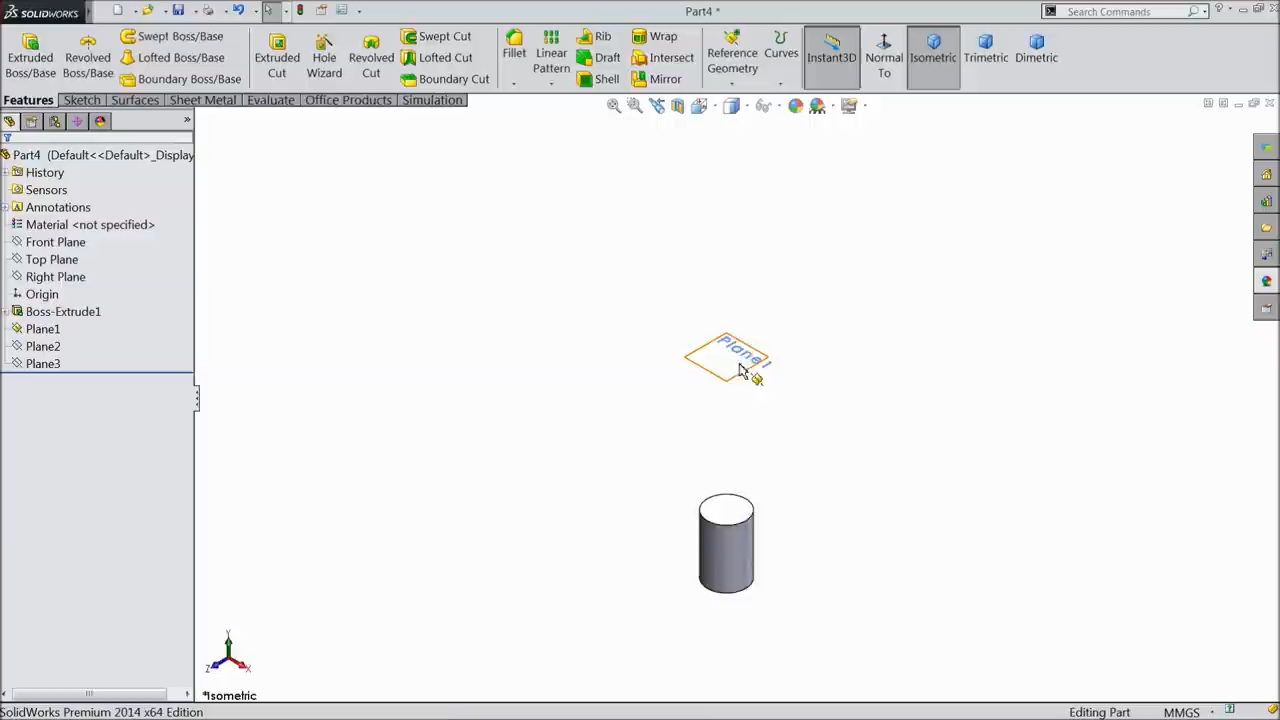 SOLIDWORKS
Part4 *
Search Commands
Extruded Boss/Base
Revolved Boss/Base
Swept Boss/Base
Lofted Boss/Base
Boundary Boss/Base
Extruded Cut
Hole Wizard
Revolved Cut
Swept Cut
Lofted Cut
Boundary Cut
Fillet
Linear Pattern
Rib
Draft
Shell
Wrap
Intersect
Mirror
Reference Geometry
Curves
Instant3D
Normal To
Isometric
Trimetric
Dimetric
Features
Sketch
Surfaces
Sheet Metal
Evaluate
Office Products
Simulation
Part4 (Default<<Default>_Display
History
Sensors
Annotations
Material <not specified>
Front Plane
Top Plane
Right Plane
Origin
Boss-Extrude1
Plane1
Plane2
Plane3
Plane1
Y
Z
X
*Isometric
SolidWorks Premium 2014 x64 Edition
Editing Part
MMGS